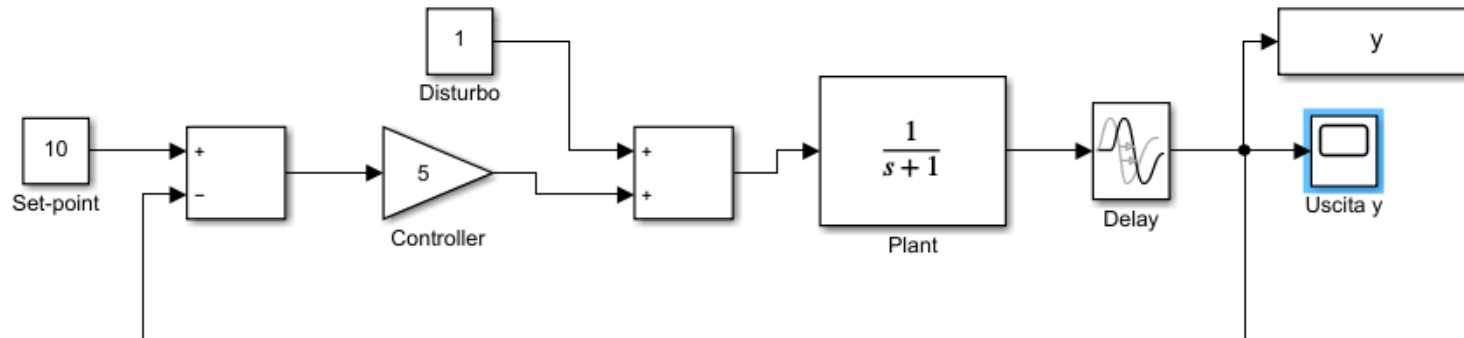 1
Disturbo
10
Set-point
+
−
5
Controller
+
+
1
s + 1
Plant
Delay
y
Uscita y